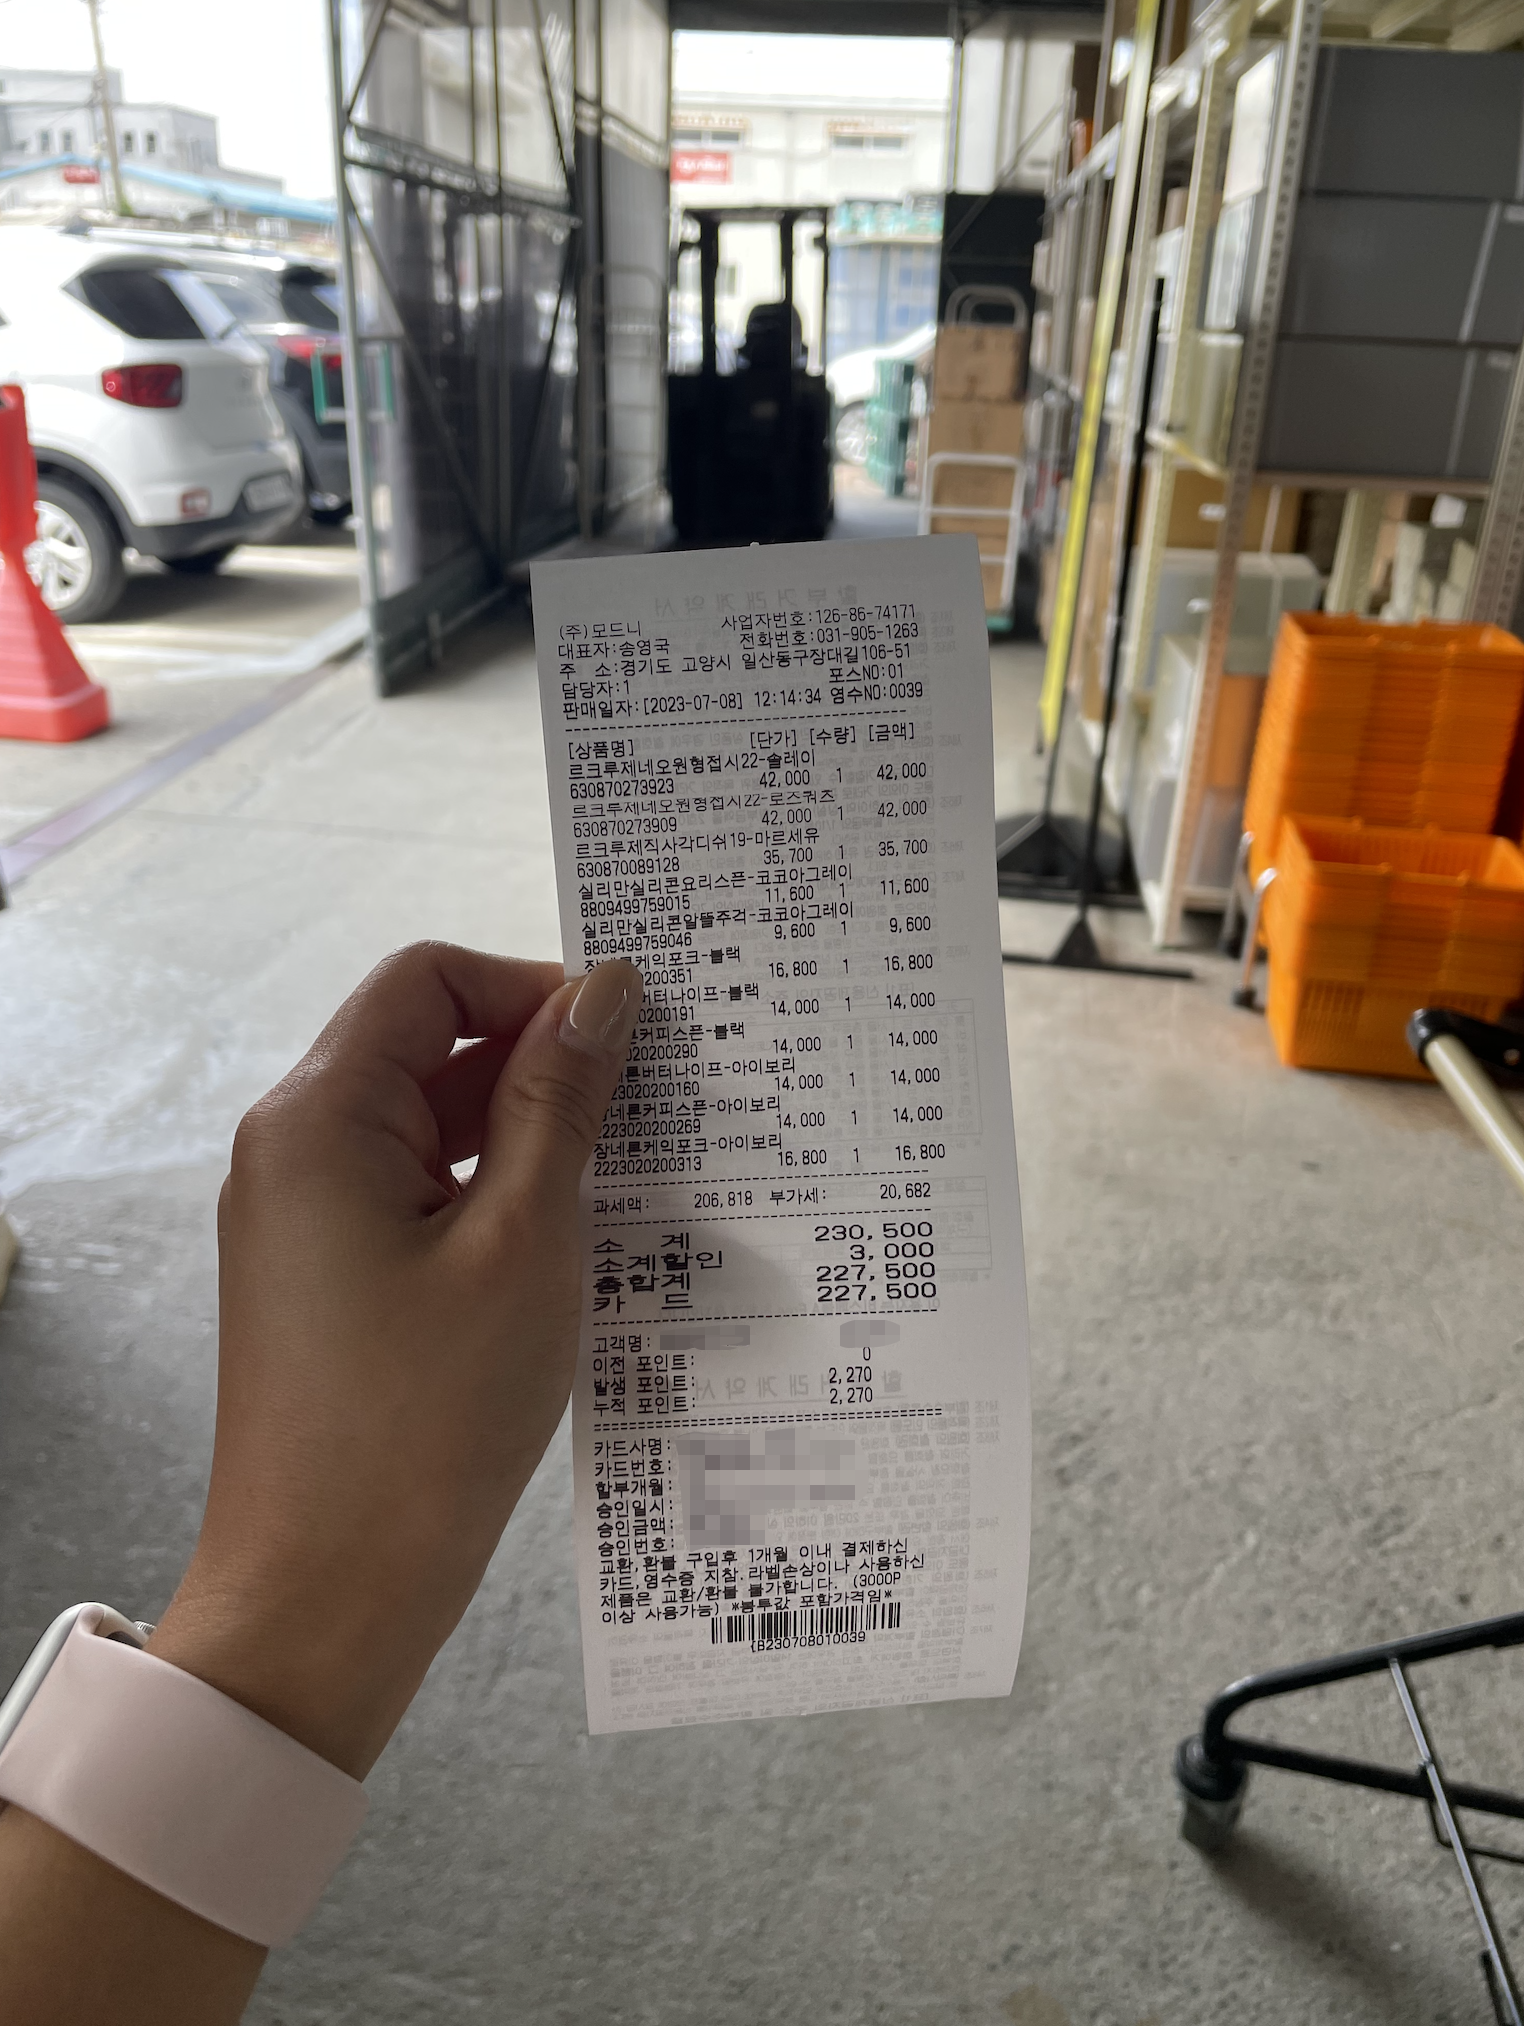 (주)모드니 사업자번호:126-86-74171
대표자:송영국 전화번호:031-905-1263
주 소:경기도 고양시 일산동구장대길106-51
담당자:1 포스NO:01
판매일자:[2023-07-08] 12:14:34 영수NO:0039
[상품명] [단가] [수량] [금액]
르크루제네오원형접시22-솔레이
630870273923 42,000 1 42,000
르크루제네오원형접시22-로즈쿼츠
630870273909 42,000 1 42,000
르크루제직사각디쉬19-마르세유
630870089128 35,700 1 35,700
실리만실리콘요리스픈-코코아그레이
8809499759015 11,600 1 11,600
실리만실리콘알뜰주걱-코코아그레이
8809499759046 9,600 1 9,600
케익포크-블랙
200351 16,800 1 16,800
버터나이프-블랙
20200191 14,000 1 14,000
커피스픈-블랙
020200290 14,000 1 14,000
른버터나이프-아이보리
23020200160 14,000 1 14,000
네른커피스픈-아이보리
2223020200269 14,000 1 14,000
장네론케익포크-아이보리
2223020200313 16,800 1 16,800
과세액: 206,818 부가세: 20,682
소 계 230,500
소계할인 3,000
총합계 227,500
카 드 227,500
고객명:
이전 포인트: 0
발생 포인트: 2,270
누적 포인트: 2,270
카드사명:
카드번호:
할부개월:
승인일시:
승인금액:
승인번호:
교환,환불 구입후 1개월 이내 결제하신
카드,영수증 지참.라벨손상이나 사용하신
제품은 교환/환불 불가합니다. (3000P
이상 사용가능) *봉투값 포함가격임*
{B230708010039